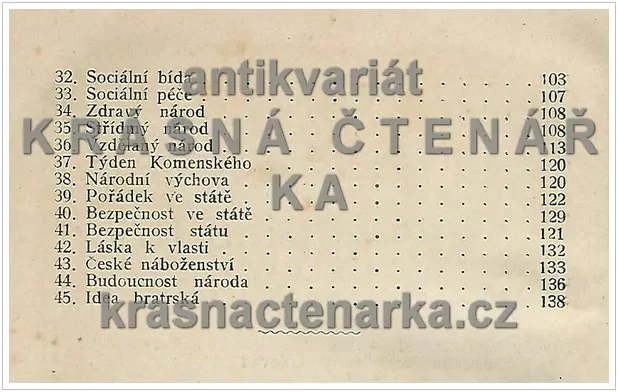 32. Sociální bída . . . . . . . . . 103
33. Sociální péče . . . . . . . . . 107
34. Zdravý národ . . . . . . . . . 108
35. Střídmý národ . . . . . . . . . 108
36. Vzdělaný národ . . . . . . . . . 113
37. Týden Komenského . . . . . . . . . 120
38. Národní výchova . . . . . . . . . 120
39. Pořádek ve státě . . . . . . . . . 122
40. Bezpečnost ve státě . . . . . . . . . 129
41. Bezpečnost státu . . . . . . . . . 121
42. Láska k vlasti . . . . . . . . . 132
43. České náboženství . . . . . . . . . 133
44. Budoucnost národa . . . . . . . . . 136
45. Idea bratrská . . . . . . . . . 138
antikvariát
KRÁSNÁ ČTENÁŘ
KA
krasnactenarka.cz